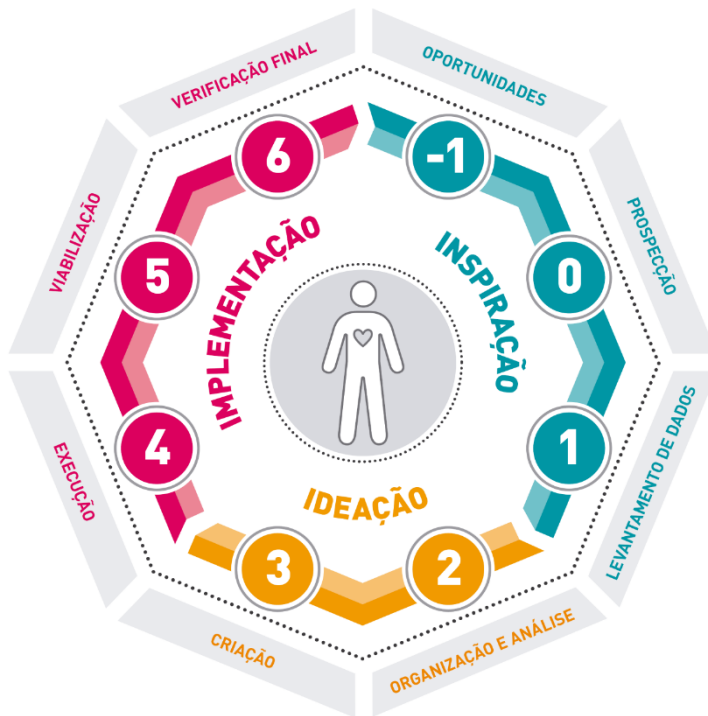 OPORTUNIDADES
-1
PROSPECÇÃO
0
LEVANTAMENTO DE DADOS
1
INSPIRAÇÃO
ORGANIZAÇÃO E ANÁLISE
2
CRIAÇÃO
3
IDEAÇÃO
EXECUÇÃO
4
VIABILIZAÇÃO
5
VERIFICAÇÃO FINAL
6
IMPLEMENTAÇÃO